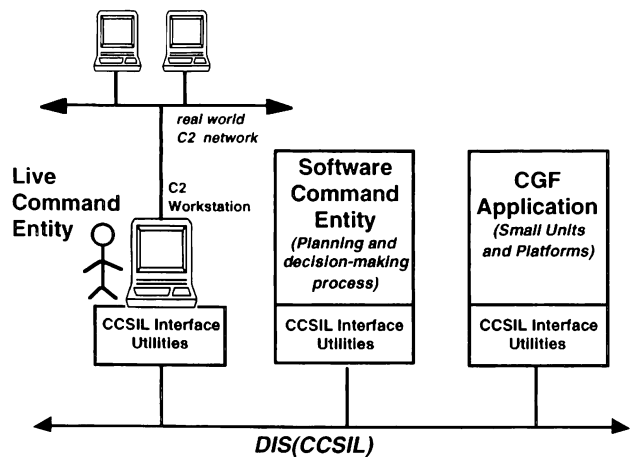 real world
C2 network
Live
Command
Entity
C2
Workstation
CCSIL Interface
Utilities
Software
Command
Entity
(Planning and
decision-making
process)
CCSIL Interface
Utilities
CGF
Application
(Small Units
and Platforms)
CCSIL Interface
Utilities
DIS(CCSIL)